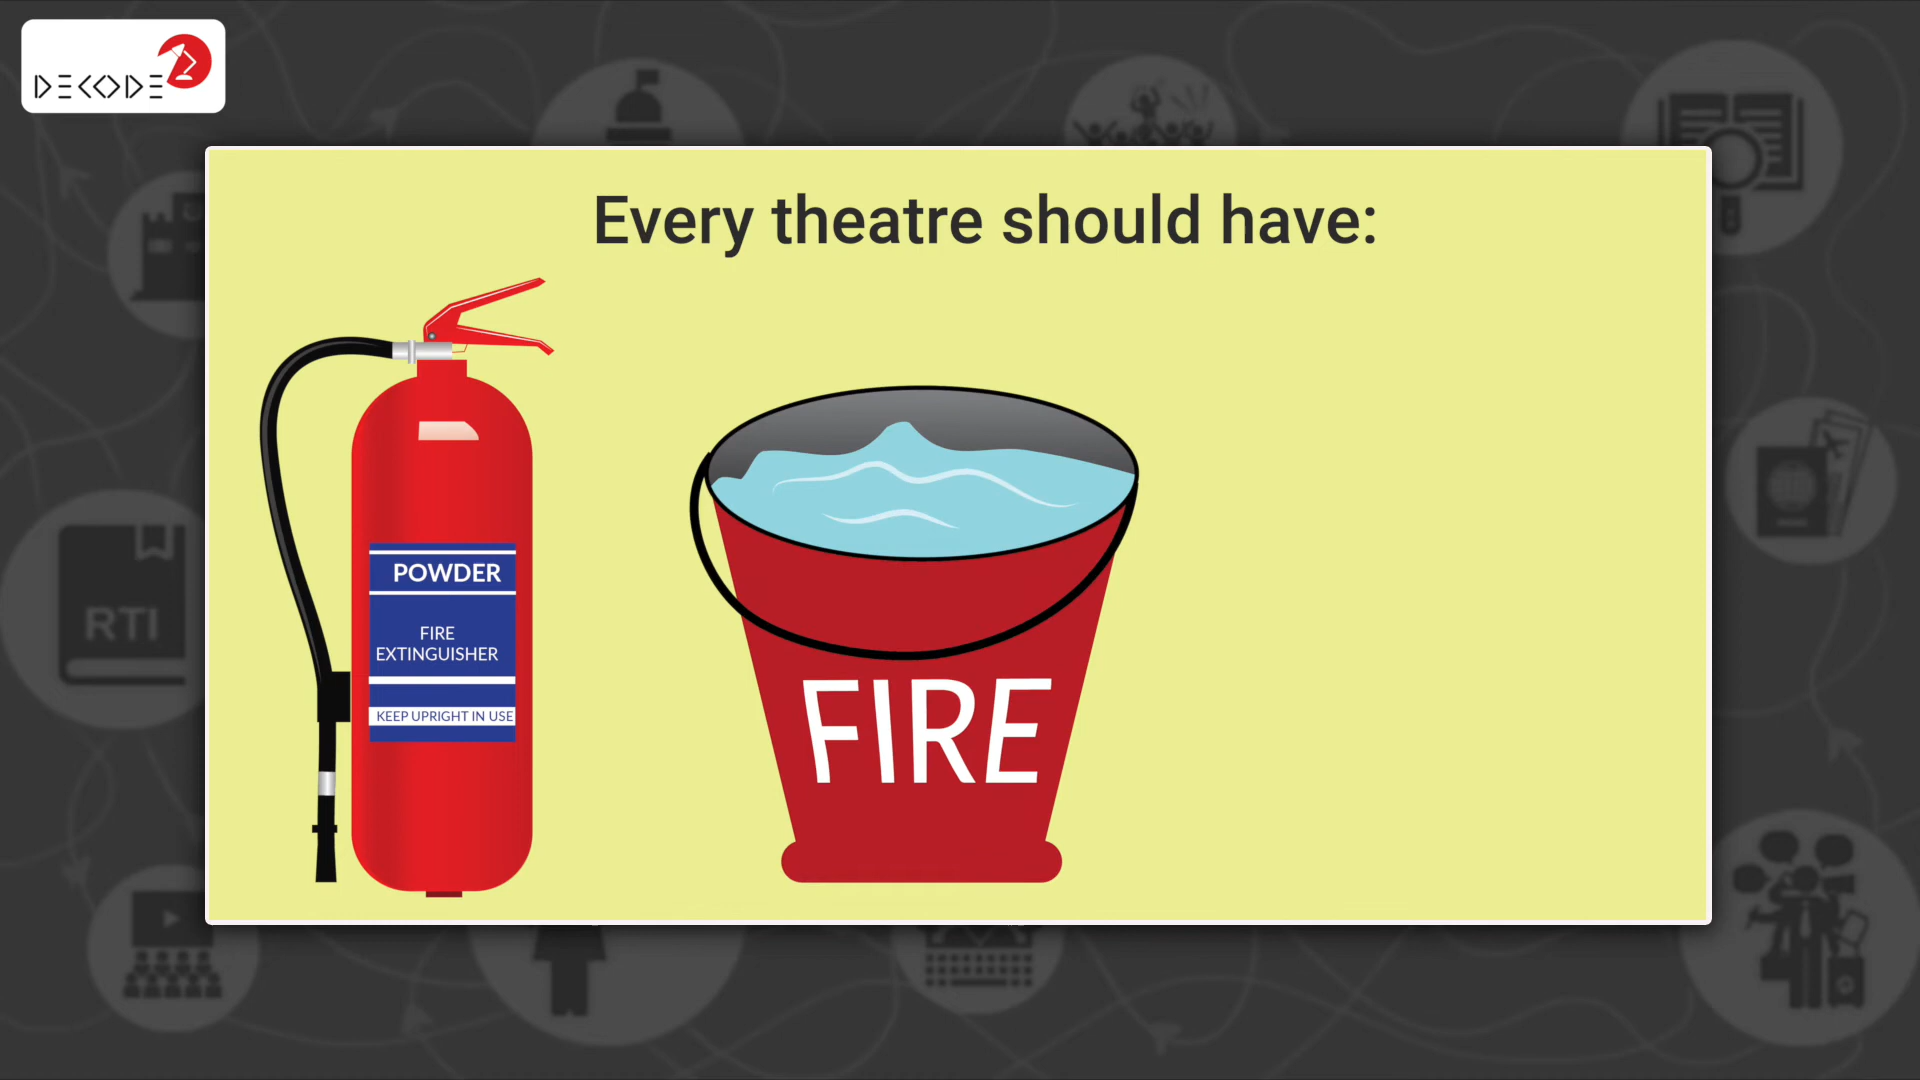 DECODE
Every theatre should have:
POWDER
FIRE
EXTINGUISHER
KEEP UPRIGHT IN USE
FIRE
RTI